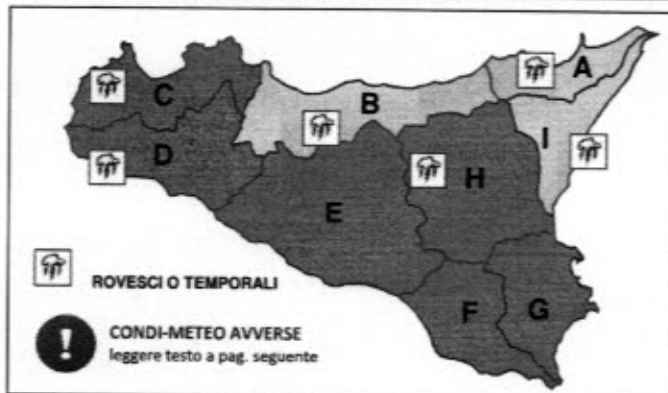 A
B
C
I
D
H
E
F
G
ROVESCI O TEMPORALI
!
CONDI-METEO AVVERSE
leggere testo a pag. seguente